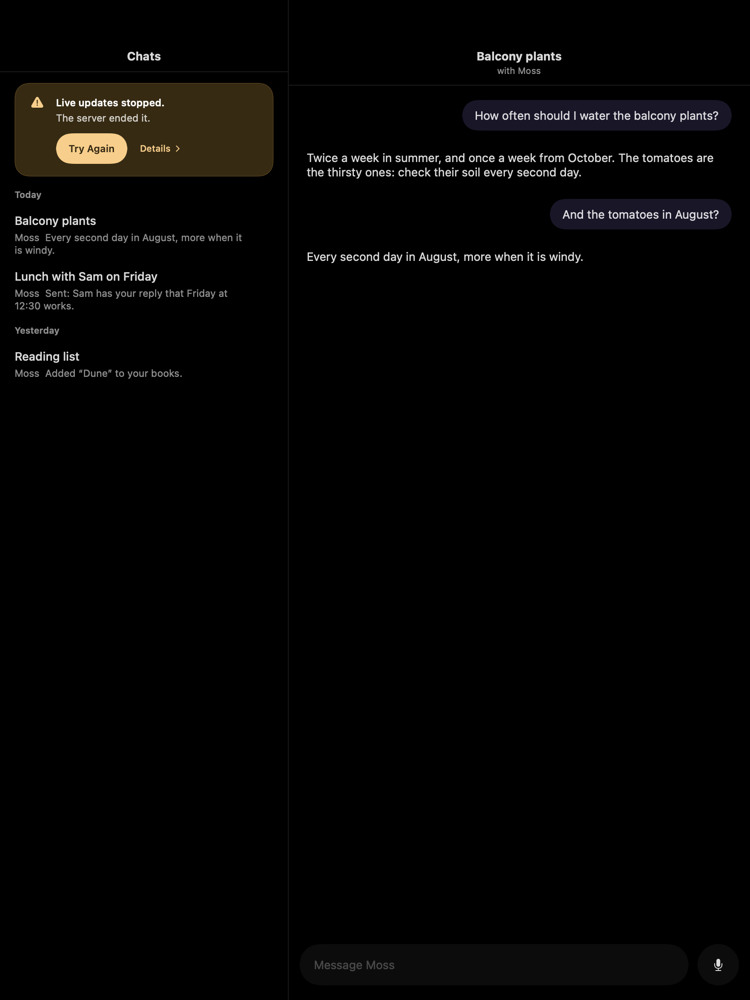 Chats
Live updates stopped.
The server ended it.
Try Again
Details
Today
Balcony plants
Moss Every second day in August, more when it
is windy.
Lunch with Sam on Friday
Moss Sent: Sam has your reply that Friday at
12:30 works.
Yesterday
Reading list
Moss Added “Dune” to your books.
Balcony plants
with Moss
How often should I water the balcony plants?
Twice a week in summer, and once a week from October. The tomatoes are
the thirsty ones: check their soil every second day.
And the tomatoes in August?
Every second day in August, more when it is windy.
Message Moss